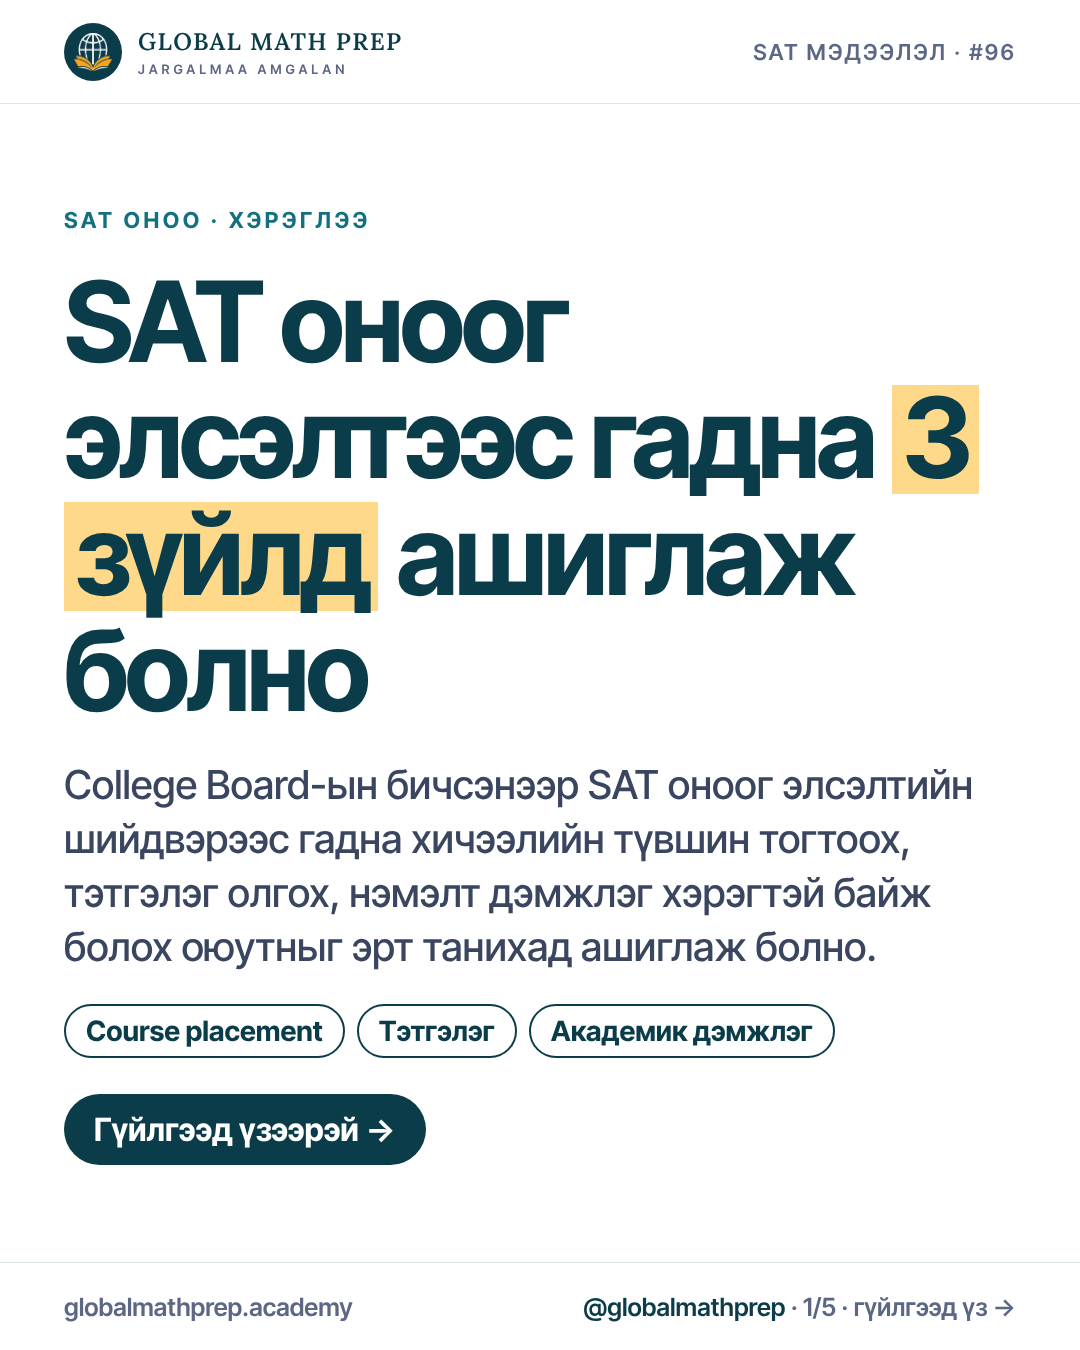 GLOBAL MATH PREP
JARGALMAA AMGALAN
SAT МЭДЭЭЛЭЛ · #96
SAT ОНОО · ХЭРЭГЛЭЭ
SAT оноог
элсэлтээс гадна 3
зүйлд ашиглаж
болно
College Board-ын бичсэнээр SAT оноог элсэлтийн
шийдвэрээс гадна хичээлийн түвшин тогтоох,
тэтгэлэг олгох, нэмэлт дэмжлэг хэрэгтэй байж
болох оюутныг эрт танихад ашиглаж болно.
Course placement
Тэтгэлэг
Академик дэмжлэг
Гүйлгээд үзээрэй →
globalmathprep.academy
@globalmathprep · 1/5 · гүйлгээд үз →